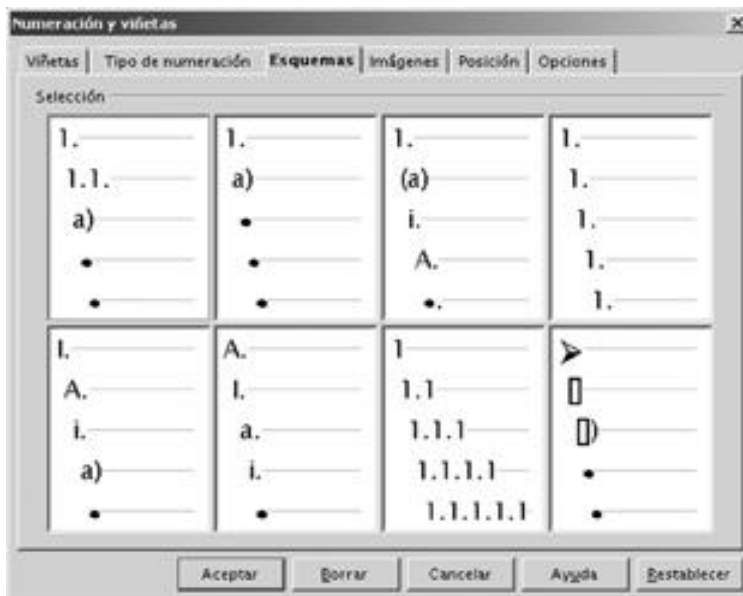 Numeración y viñetas
Viñetas Tipo de numeración Esquemas Imágenes Posición Opciones
Selección
1.
1.1.
a)
•
•
1.
a)
•
•
•
1.
(a)
i.
A.
•.
1.
1.
1.
1.
1.
I.
A.
i.
a)
•
A.
I.
a.
i.
•
1
1.1
1.1.1
1.1.1.1
1.1.1.1.1
➢
▯
▯)
•
•
Aceptar Borrar Cancelar Ayuda Restablecer